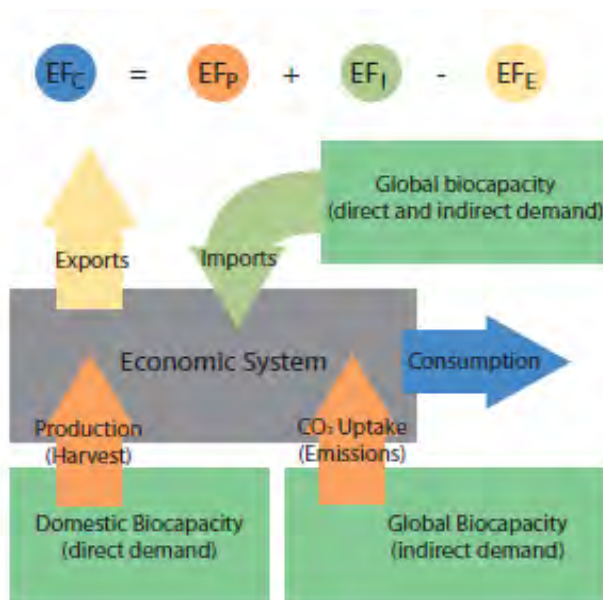 EFC = EFP + EFI - EFE
Global biocapacity
(direct and indirect demand)
Exports
Imports
Economic System
Consumption
Production
(Harvest)
CO₂ Uptake
(Emissions)
Domestic Biocapacity
(direct demand)
Global Biocapacity
(indirect demand)